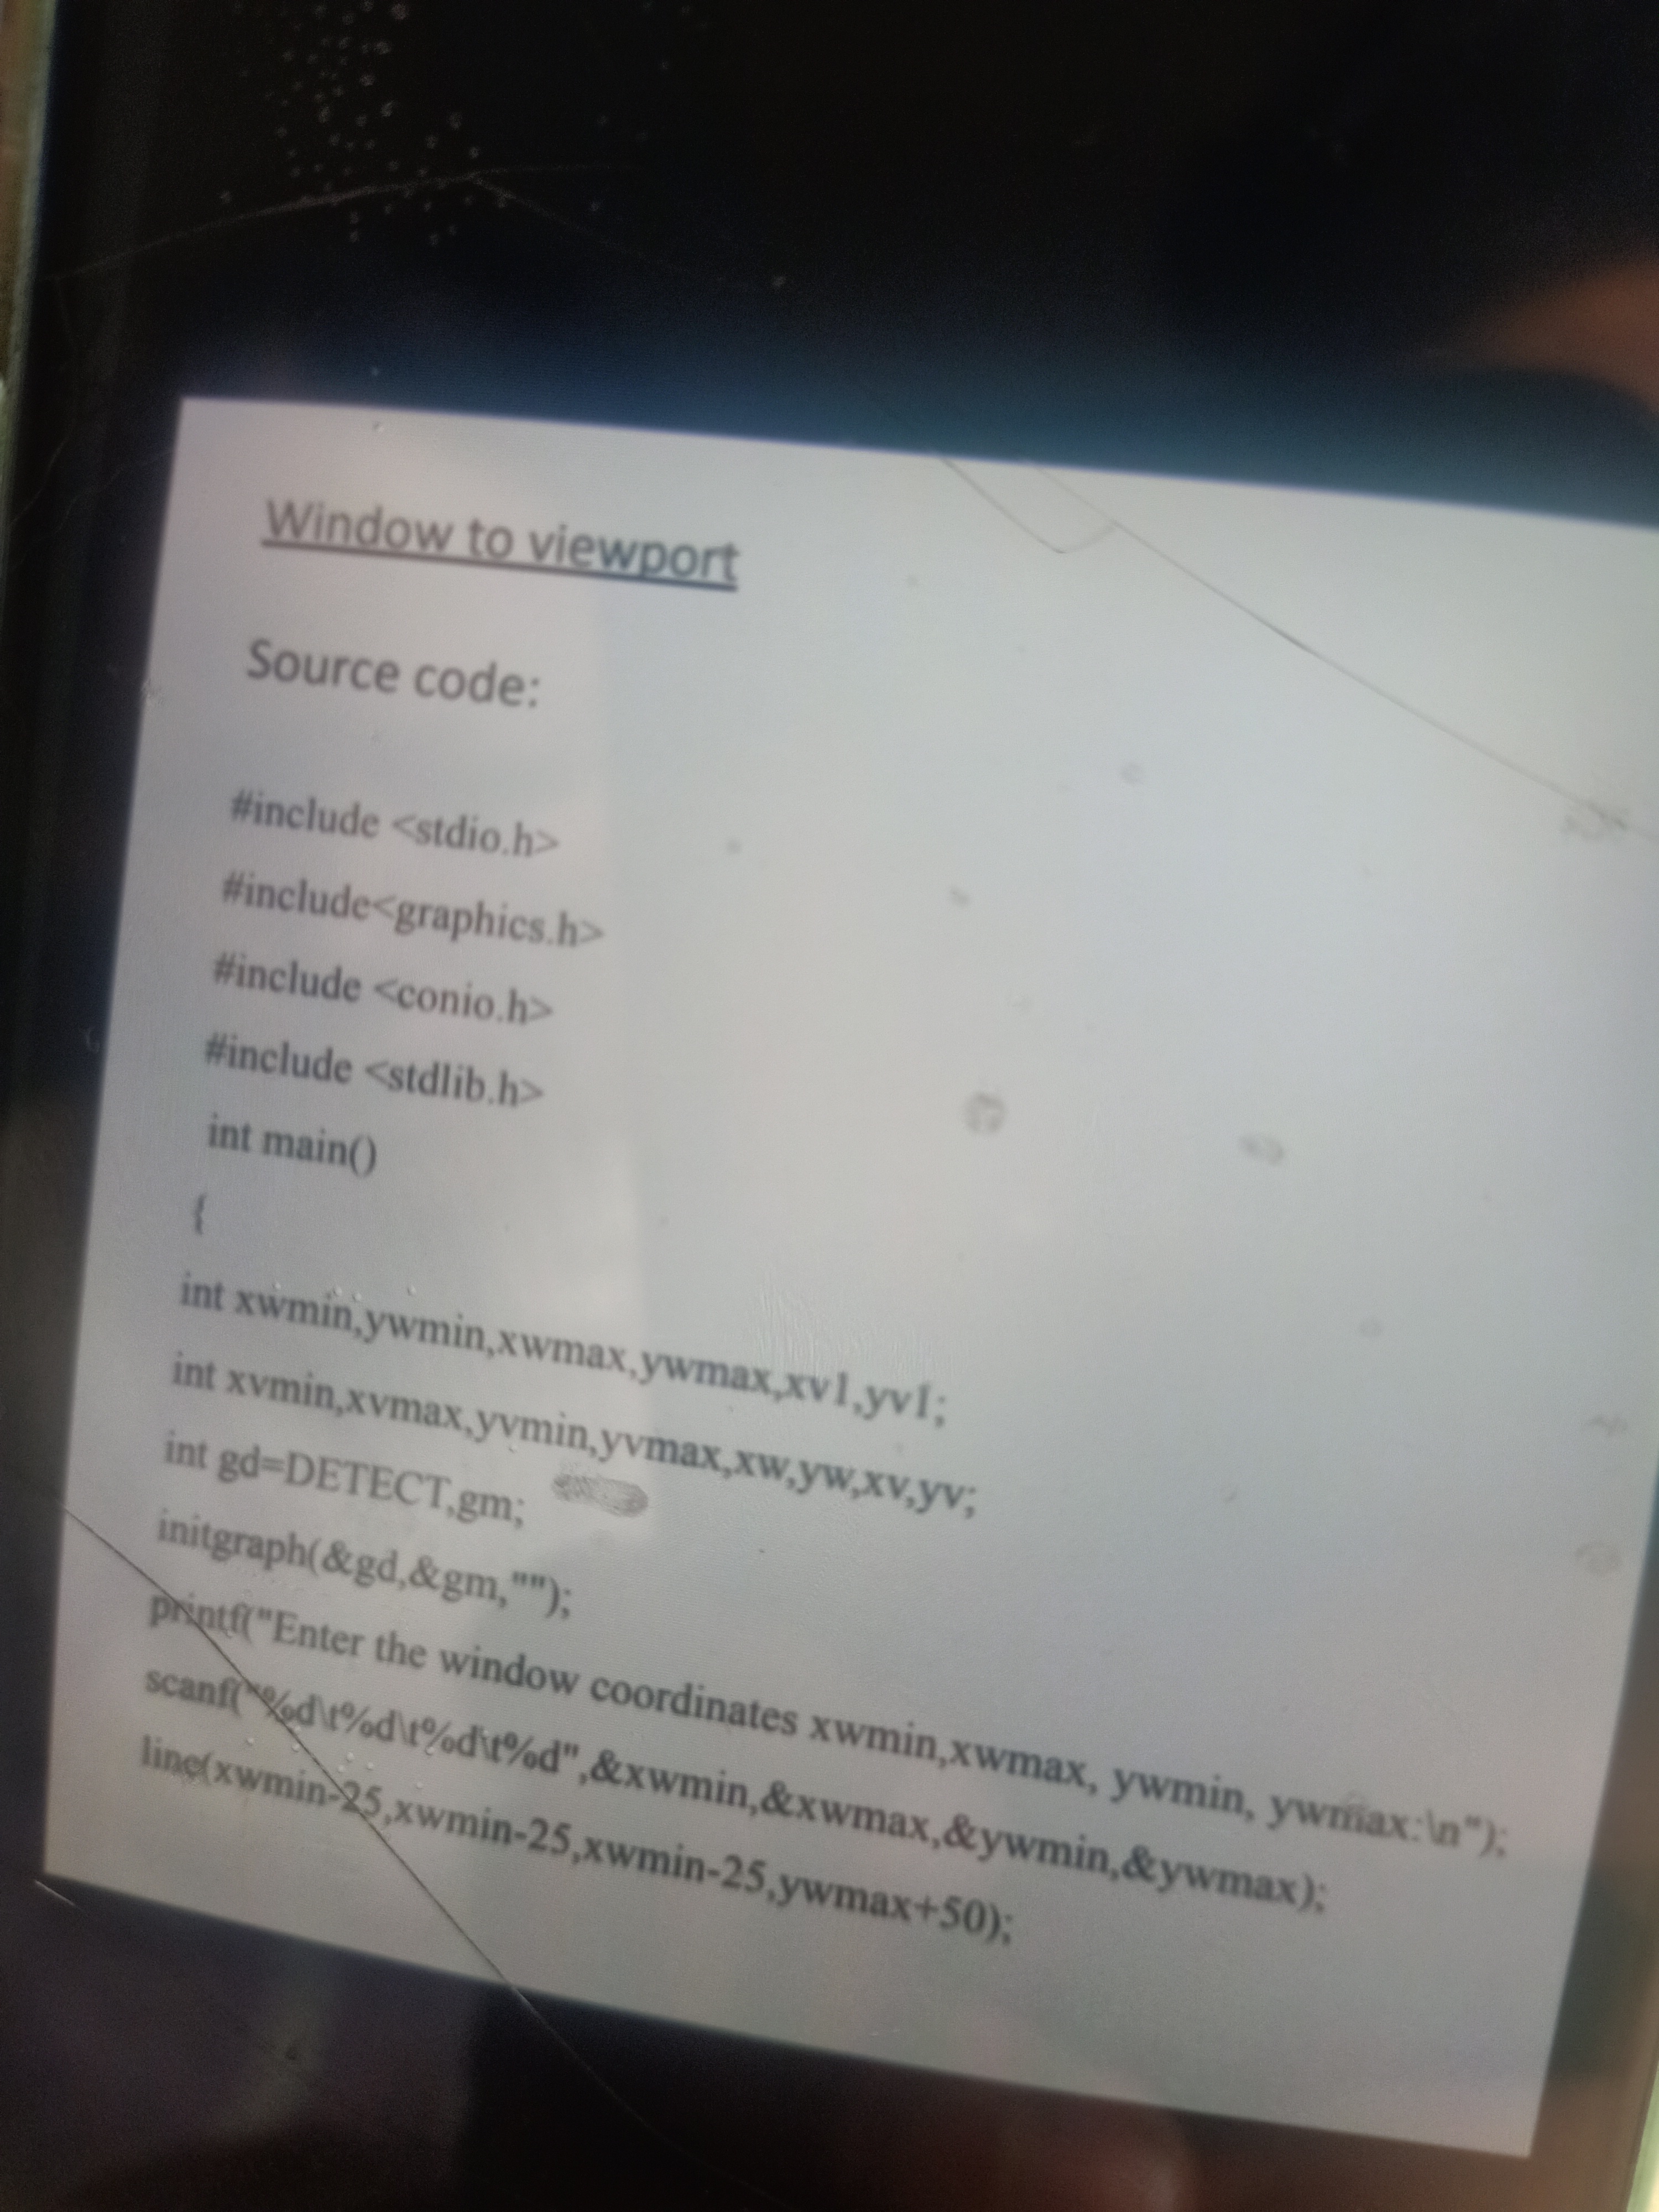 Window to viewport
Source code:
#include <stdio.h>
#include<graphics.h>
#include <conio.h>
#include <stdlib.h>
int main()
{
int xwmin,ywmin,xwmax,ywmax,xv1,yv1;
int xvmin,xvmax,yvmin,yvmax,xw,yw,xv,yv;
int gd=DETECT,gm;
initgraph(&gd,&gm,"");
printf("Enter the window coordinates xwmin,xwmax, ywmin, ywmax:\n");
scanf("%d\t%d\t%d\t%d",&xwmin,&xwmax,&ywmin,&ywmax);
line(xwmin-25,xwmin-25,xwmin-25,ywmax+50);